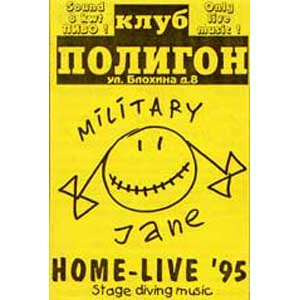 Sound 8 kwt ПИВО !
клуб
Only live music !
ПОЛИГОН
ул. Блохина д.8
MiLiTARY
JANE
HOME-LIVE '95
Stage diving music